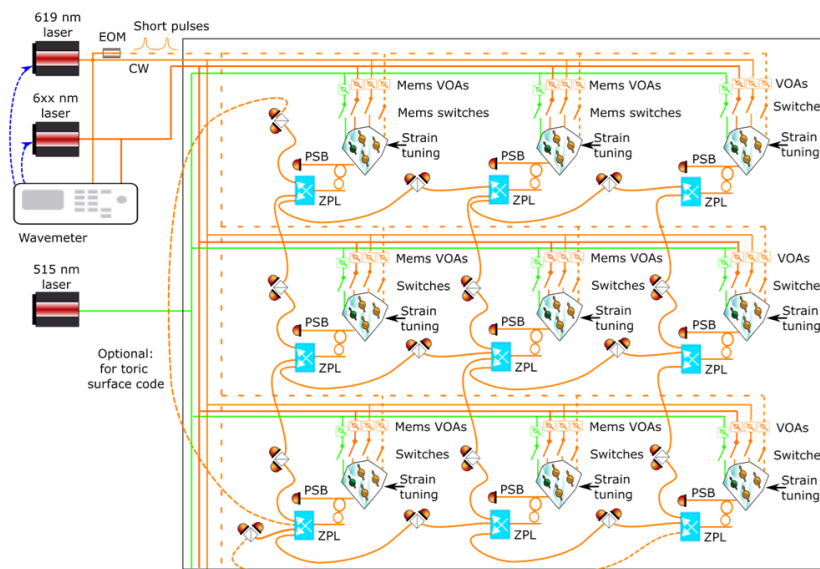 619 nm
laser
EOM
Short pulses
CW
6xx nm
laser
Wavemeter
515 nm
laser
Optional:
for toric
surface code
Mems VOAs
Mems switches
Strain
tuning
PSB
ZPL
Mems VOAs
Mems switches
Strain
tuning
PSB
ZPL
VOAs
Switche
Strain
tuning
PSB
ZPL
Mems VOAs
Switches
Strain
tuning
PSB
ZPL
Mems VOAs
Switches
Strain
tuning
PSB
ZPL
VOAs
Switches
Strain
tuning
PSB
ZPL
Mems VOAs
Switches
Strain
tuning
PSB
ZPL
Mems VOAs
Switches
Strain
tuning
PSB
ZPL
VOAs
Switches
Strain
tuning
PSB
ZPL